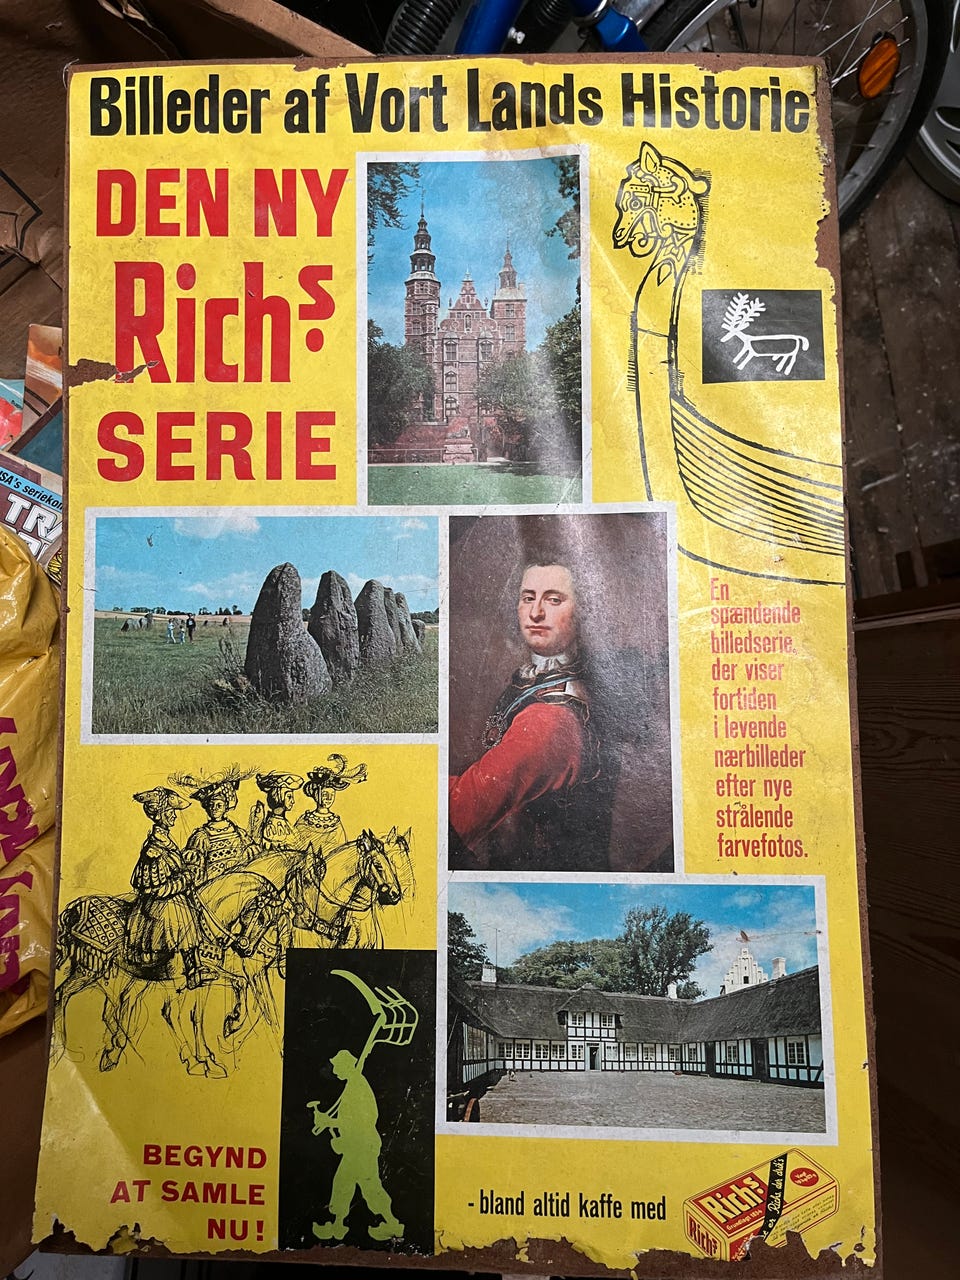 Billeder af Vort Lands Historie
DEN NY
Rich's
SERIE
En
spændende
billedserie,
der viser
fortiden
i levende
nærbilleder
efter nye
strålende
farvefotos.
BEGYND
AT SAMLE
NU!
- bland altid kaffe med
Rich's
Rich's